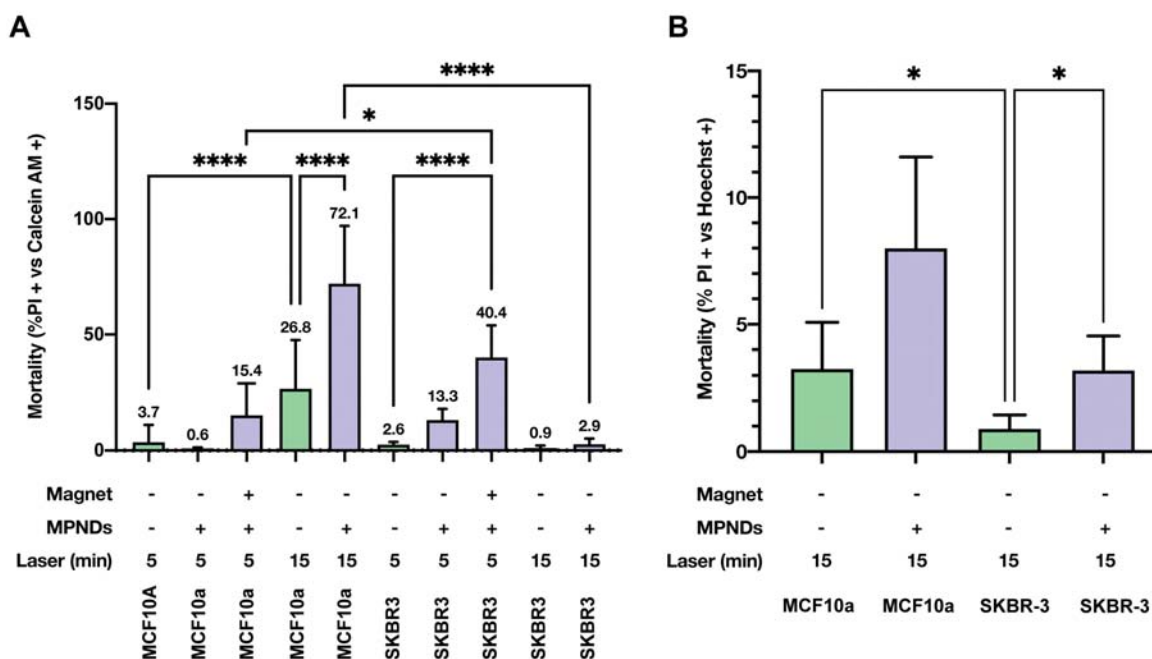 A
Mortality (%PI + vs Calcein AM +)
150
100
50
0
****
*
**** **** ****
3.7 0.6 15.4 26.8 72.1 2.6 13.3 40.4 0.9 2.9
Magnet - - + - - - - + - -
MPNDs - + + - + - + + - +
Laser (min) 5 5 5 15 15 5 5 5 15 15
MCF10A MCF10a MCF10a MCF10a MCF10a SKBR3 SKBR3 SKBR3 SKBR3 SKBR3
B
Mortality (% PI + vs Hoechst +)
15
10
5
0
* *
Magnet - - - -
MPNDs - + - +
Laser (min) 15 15 15 15
MCF10a MCF10a SKBR-3 SKBR-3